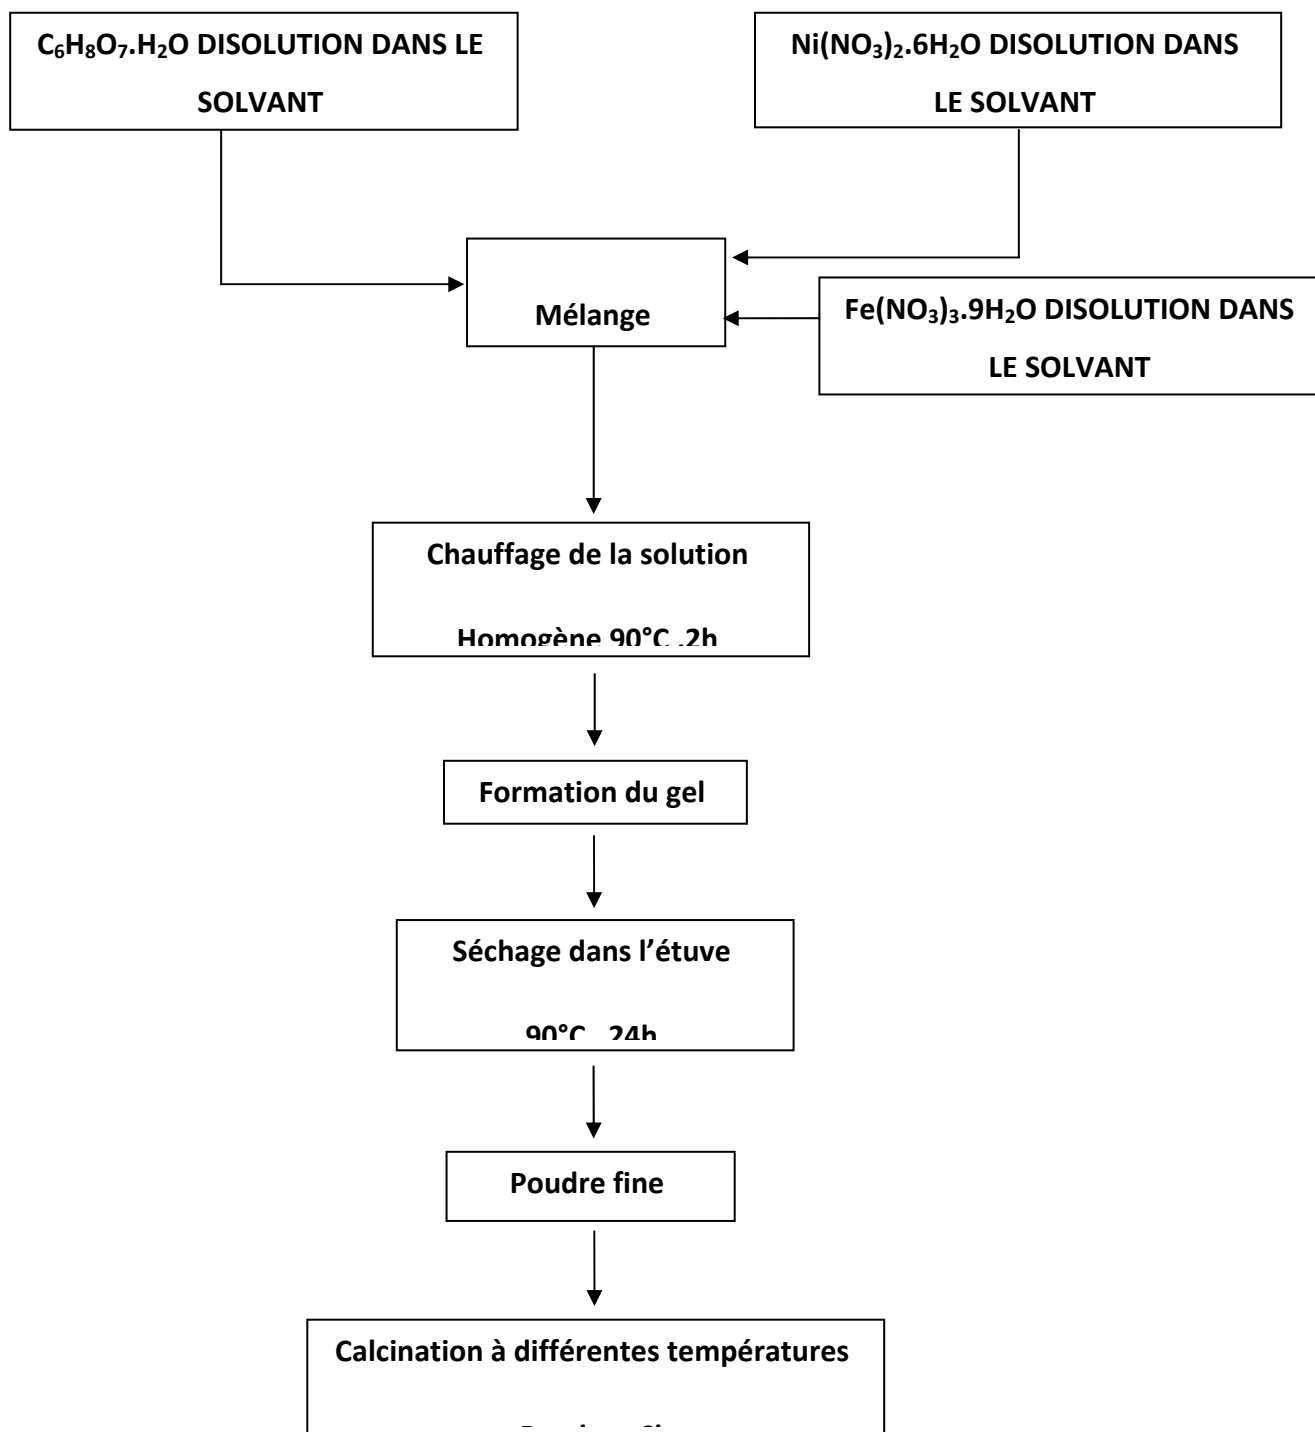 C₆H₈O₇.H₂O DISOLUTION DANS LE
SOLVANT
Ni(NO₃)₂.6H₂O DISOLUTION DANS
LE SOLVANT
Mélange
Fe(NO₃)₃.9H₂O DISOLUTION DANS
LE SOLVANT
Chauffage de la solution
Homogène 90°C .2h
Formation du gel
Séchage dans l’étuve
90°C 24h
Poudre fine
Calcination à différentes températures